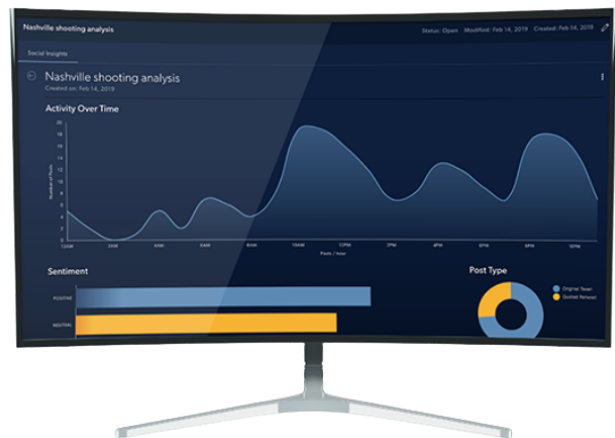 Nashville shooting analysis
Status: Open Modified: Feb 14, 2019 Created: Feb 14, 2019
Social Insights
Nashville shooting analysis
Created on: Feb 14, 2019
Activity Over Time
Number of Posts
20
18
16
14
12
10
8
6
4
2
0
12AM 2AM 4AM 6AM 8AM 10AM 12PM 2PM 4PM 6PM 8PM 10PM
Posts / hour
Sentiment
Post Type
POSITIVE
Original Tweet
Quoted Retweet
NEUTRAL